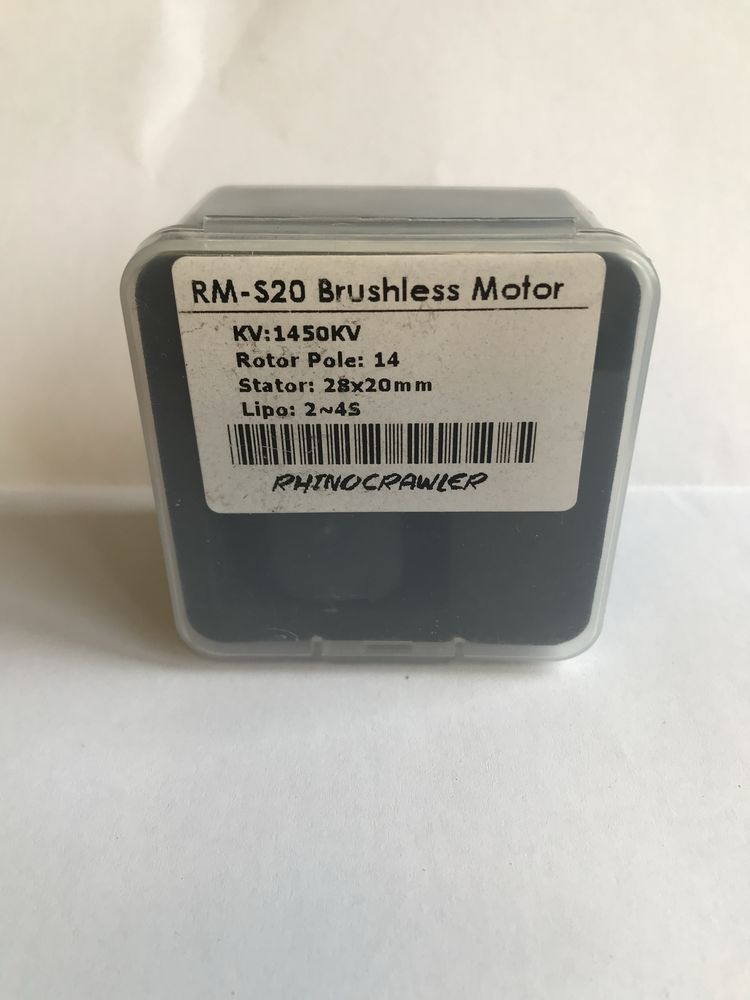 RM-S20 Brushless Motor
KV:1450KV
Rotor Pole: 14
Stator: 28x20mm
Lipo: 2~4S
RHINOCRAWLER